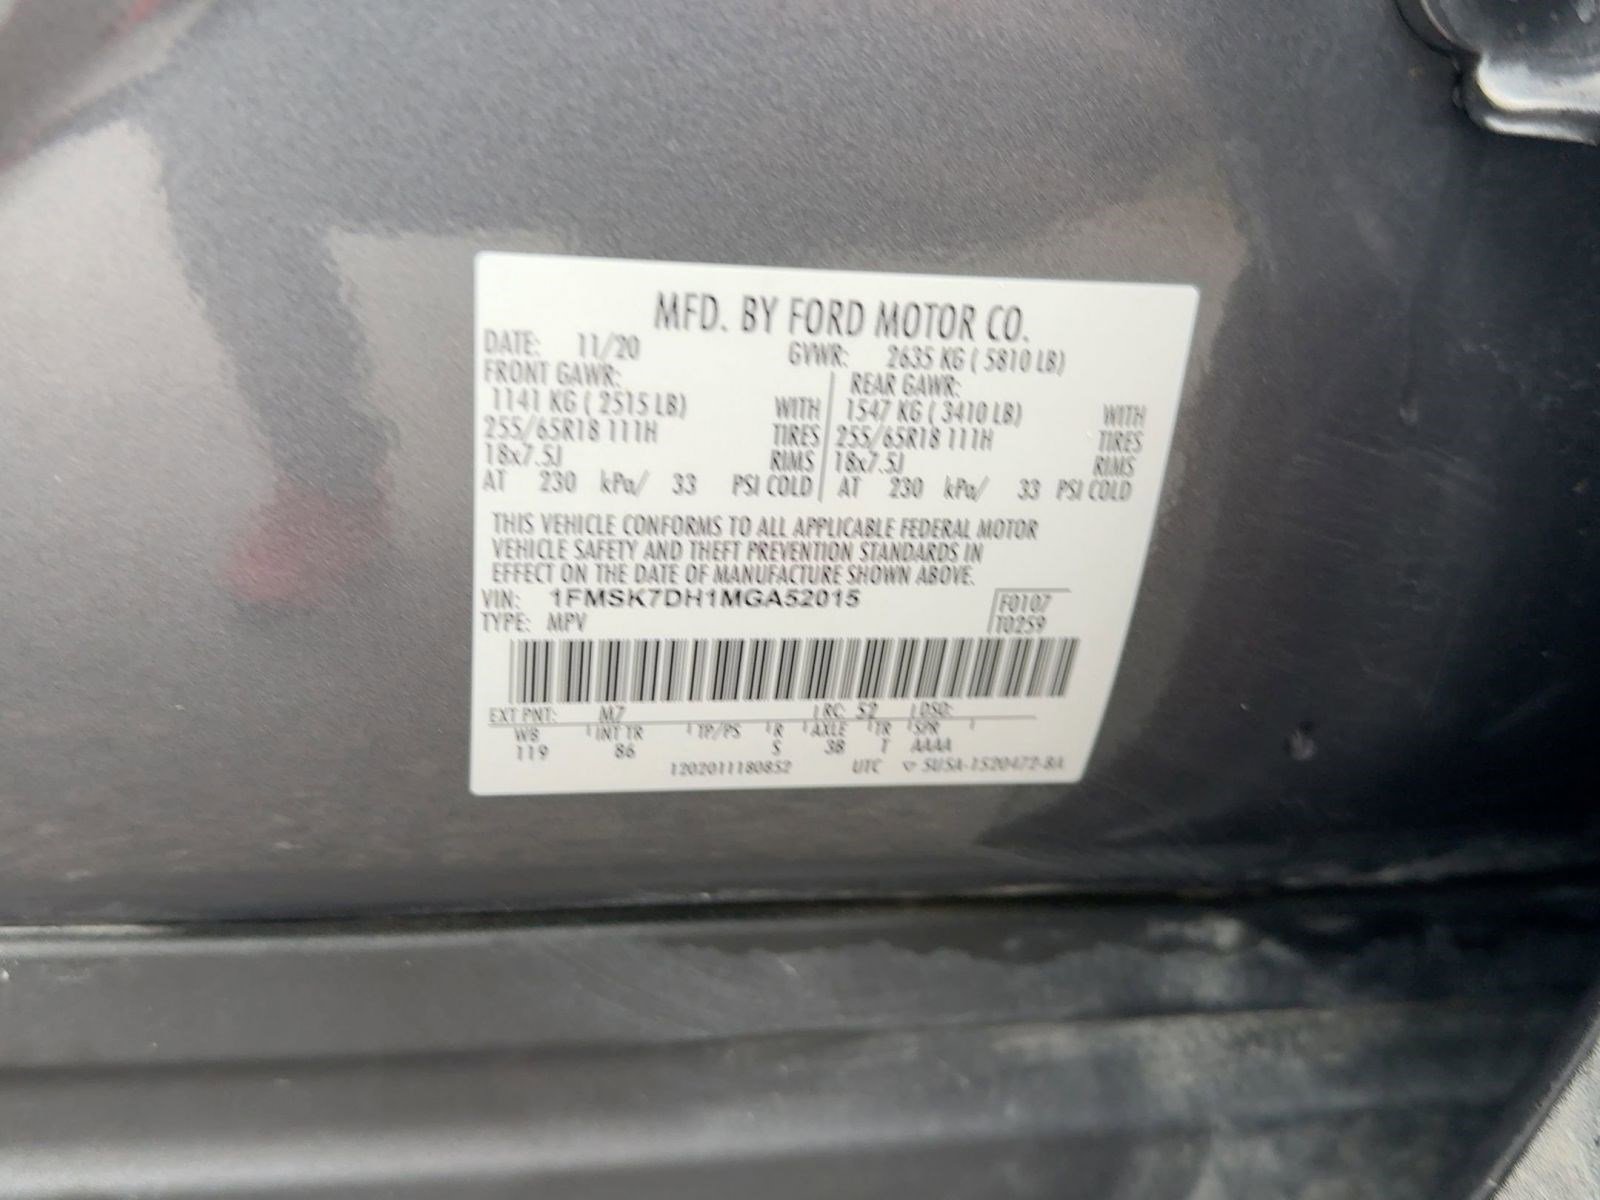 MFD. BY FORD MOTOR CO.
DATE: 11/20 GVWR: 2635 KG ( 5810 LB)
FRONT GAWR: REAR GAWR:
1141 KG ( 2515 LB) WITH 1547 KG ( 3410 LB) WITH
255/65R18 111H TIRES 255/65R18 111H TIRES
18x7.5J RIMS 18x7.5J RIMS
AT 230 kPa/ 33 PSI COLD AT 230 kPa/ 33 PSI COLD
THIS VEHICLE CONFORMS TO ALL APPLICABLE FEDERAL MOTOR
VEHICLE SAFETY AND THEFT PREVENTION STANDARDS IN
EFFECT ON THE DATE OF MANUFACTURE SHOWN ABOVE.
VIN: 1FMSK7DH1MGA52015 F0107
TYPE: MPV T0259
EXT PNT: M7 RC: 52 DSO:
WB INT TR TP/PS R AXLE TR SPR
119 86 S 3B T AAAA
1202011180852 UTC ▽ 5U5A-1520472-BA